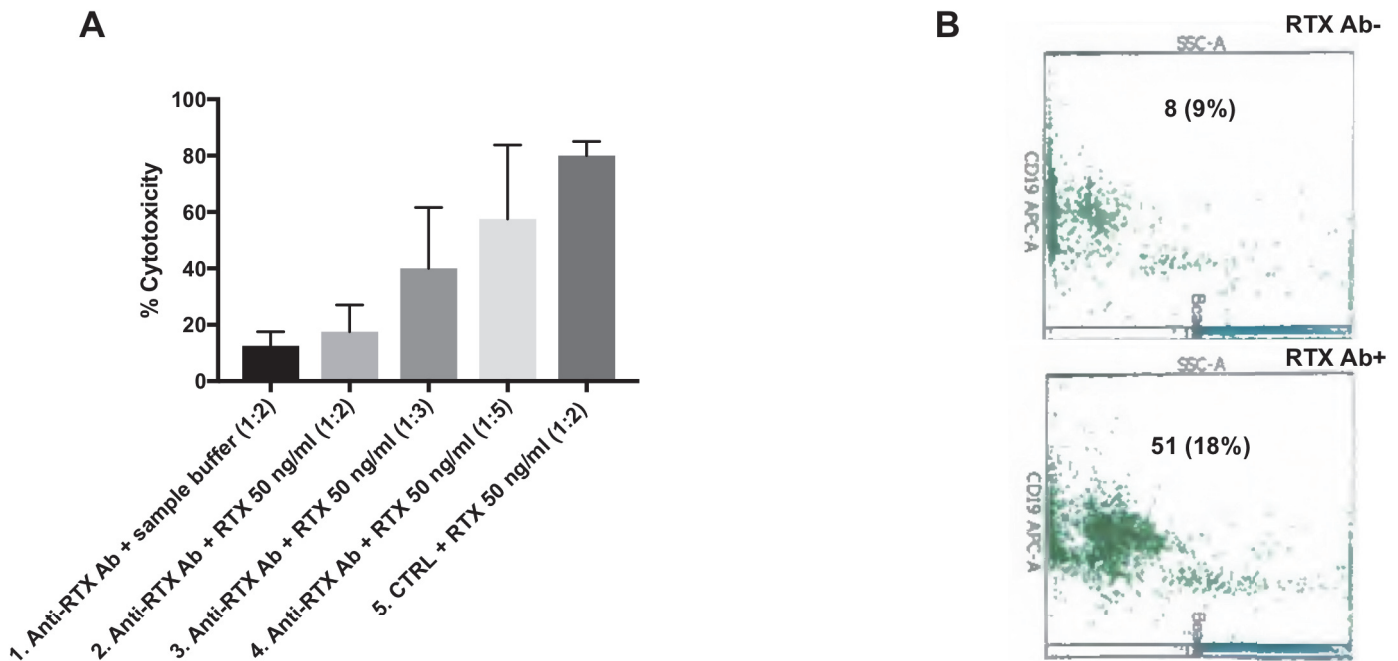 A
% Cytotoxicity
100
80
60
40
20
0
1. Anti-RTX Ab + sample buffer (1:2)
2. Anti-RTX Ab + RTX 50 ng/ml (1:2)
3. Anti-RTX Ab + RTX 50 ng/ml (1:3)
4. Anti-RTX Ab + RTX 50 ng/ml (1:5)
5. CTRL + RTX 50 ng/ml (1:2)
B
RTX Ab-
SSC-A
8 (9%)
CD19 APC-A
RTX Ab+
SSC-A
51 (18%)
CD19 APC-A